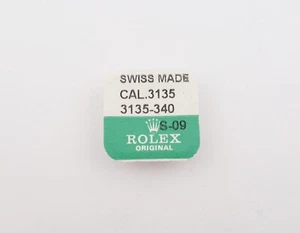 SWISS MADE
CAL.3135
3135-340
S-09
ROLEX
ORIGINAL